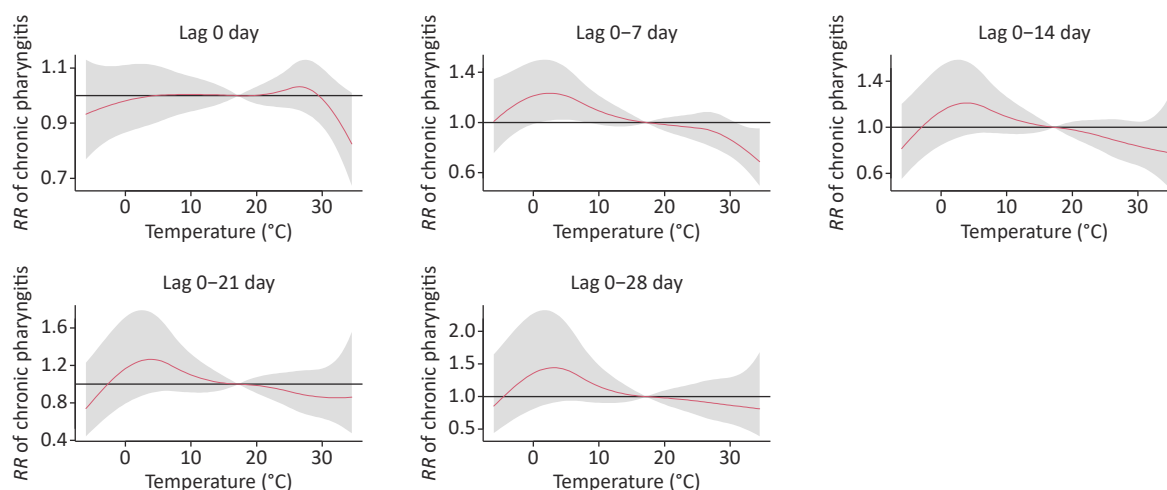 Lag 0 day
RR of chronic pharyngitis
1.1
0.9
0.7
0
10
20
30
Temperature (°C)
Lag 0−7 day
RR of chronic pharyngitis
1.4
1.0
0.6
0
10
20
30
Temperature (°C)
Lag 0−14 day
RR of chronic pharyngitis
1.4
1.0
0.6
0
10
20
30
Temperature (°C)
Lag 0−21 day
RR of chronic pharyngitis
1.6
1.2
0.8
0.4
0
10
20
30
Temperature (°C)
Lag 0−28 day
RR of chronic pharyngitis
2.0
1.5
1.0
0.5
0
10
20
30
Temperature (°C)